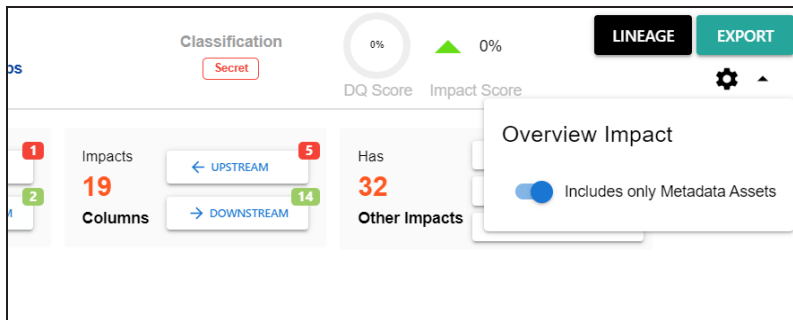 Classification
Secret
0%
0%
DQ Score
Impact Score
LINEAGE
EXPORT
Overview Impact
Includes only Metadata Assets
1
2
Impacts
19
Columns
UPSTREAM
5
DOWNSTREAM
14
Has
32
Other Impacts